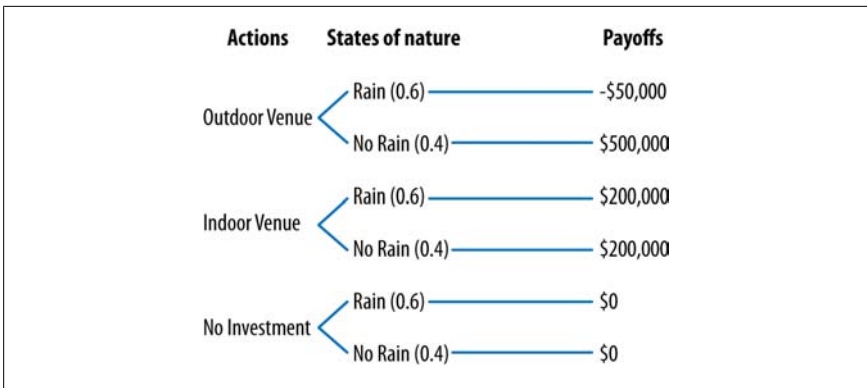 Actions States of nature Payoffs
Rain (0.6) -$50,000
Outdoor Venue
No Rain (0.4) $500,000
Rain (0.6) $200,000
Indoor Venue
No Rain (0.4) $200,000
Rain (0.6) $0
No Investment
No Rain (0.4) $0